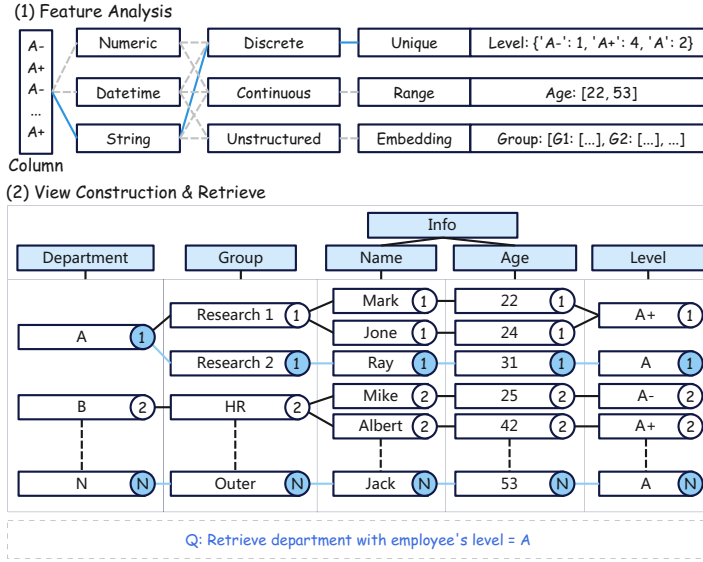 (1) Feature Analysis
A- Numeric Discrete Unique Level: {'A-': 1, 'A+': 4, 'A': 2}
A+
A- Datetime Continuous Range Age: [22, 53]
...
A+ String Unstructured Embedding Group: [G1: [...], G2: [...], ...]
Column
(2) View Construction & Retrieve
Info
Department Group Name Age Level
Mark 1 22 1
Research 1 1 A+ 1
A 1 Jone 1 24 1
Research 2 1 Ray 1 31 1 A 1
Mike 2 25 2 A- 2
B 2 HR 2
Albert 2 42 2 A+ 2
N N Outer N Jack N 53 N A N
Q: Retrieve department with employee's level = A